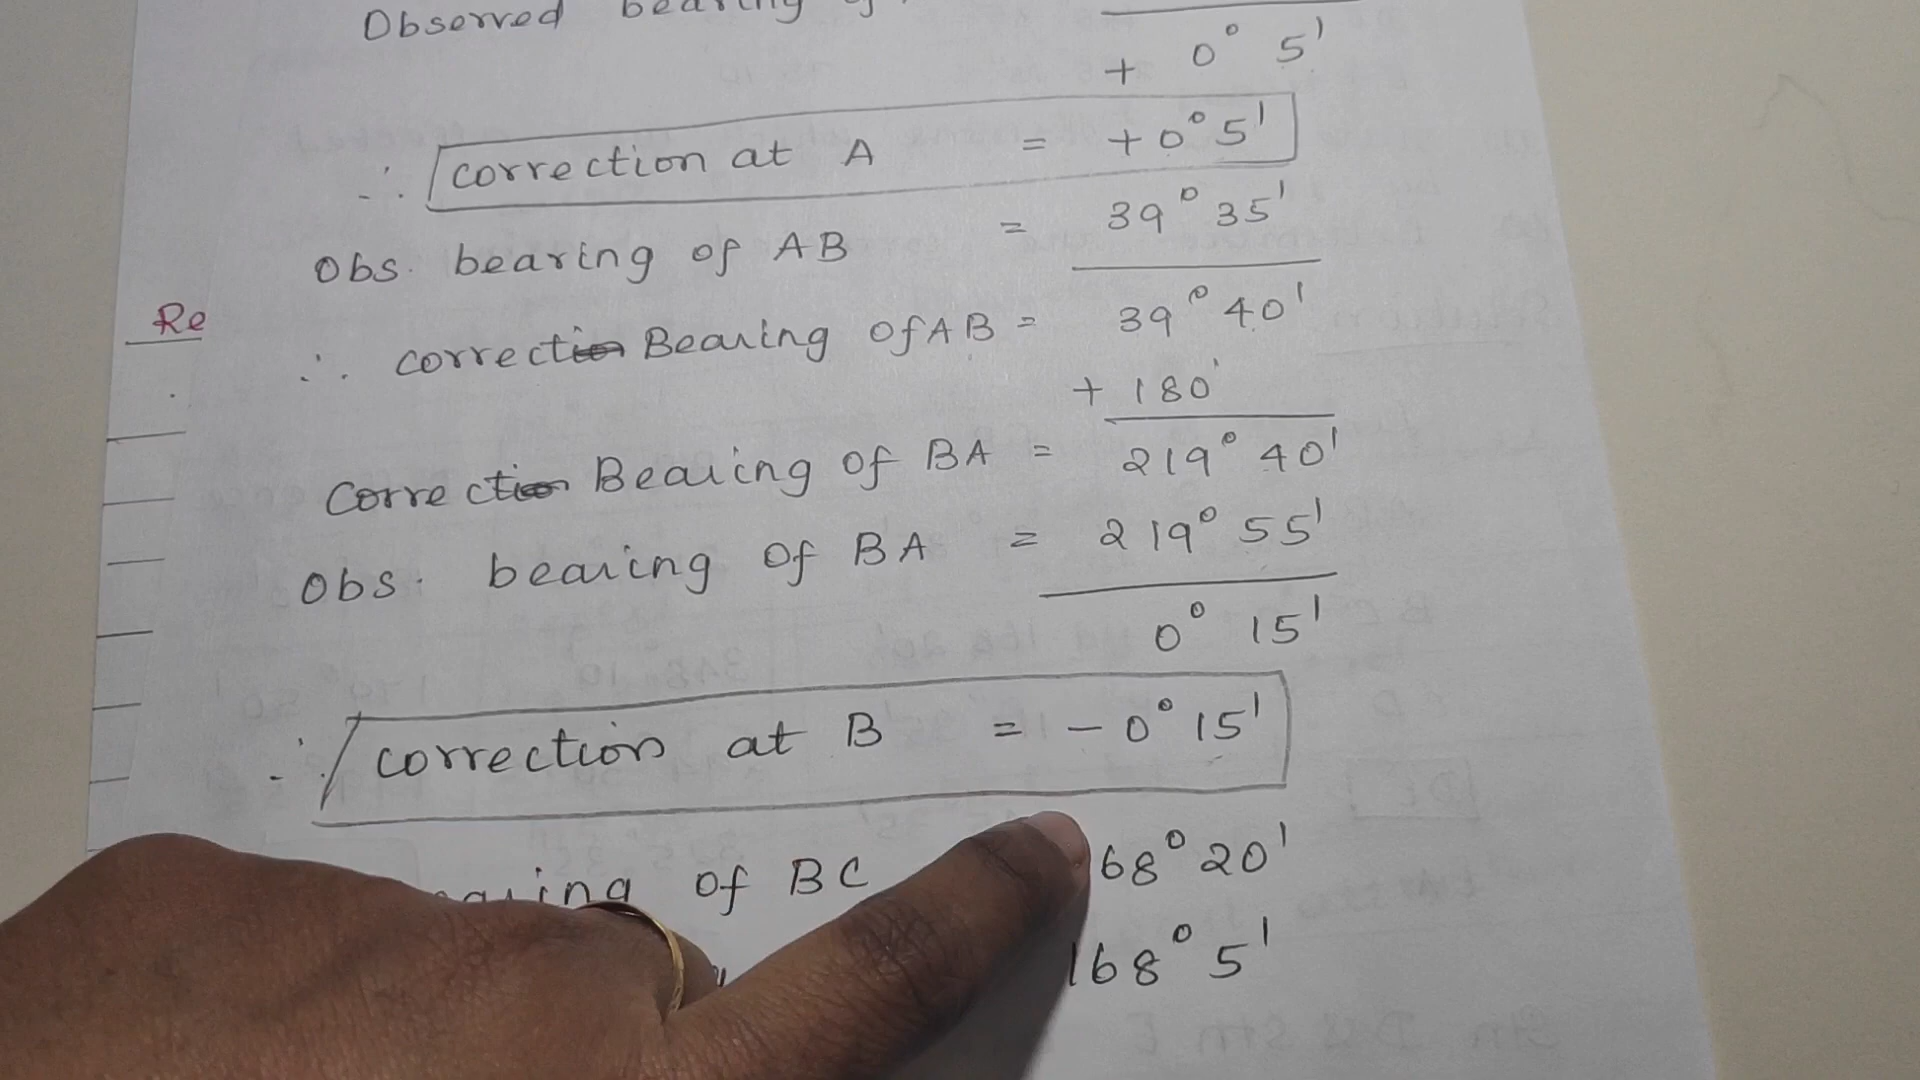 Observed bearing
+ 0° 5'
∴ correction at A = +0° 5'
Obs. bearing of AB = 39° 35'
Re
∴ correction Bearing of AB = 39° 40'
+ 180°
Correction Bearing of BA = 219° 40'
Obs. bearing of BA = 219° 55'
0° 15'
∴ correction at B = - 0° 15'
of BC 168° 20'
168° 5'